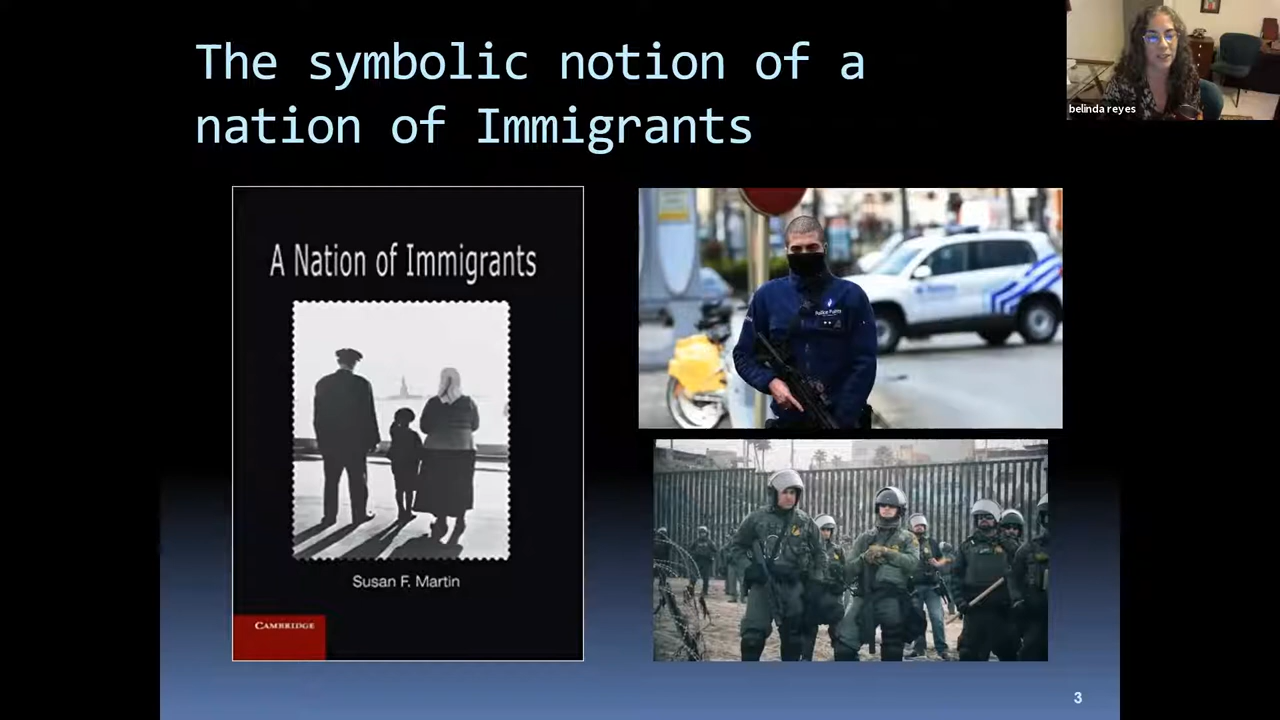 The symbolic notion of a
nation of Immigrants
belinda reyes
A Nation of Immigrants
Susan F. Martin
CAMBRIDGE
3